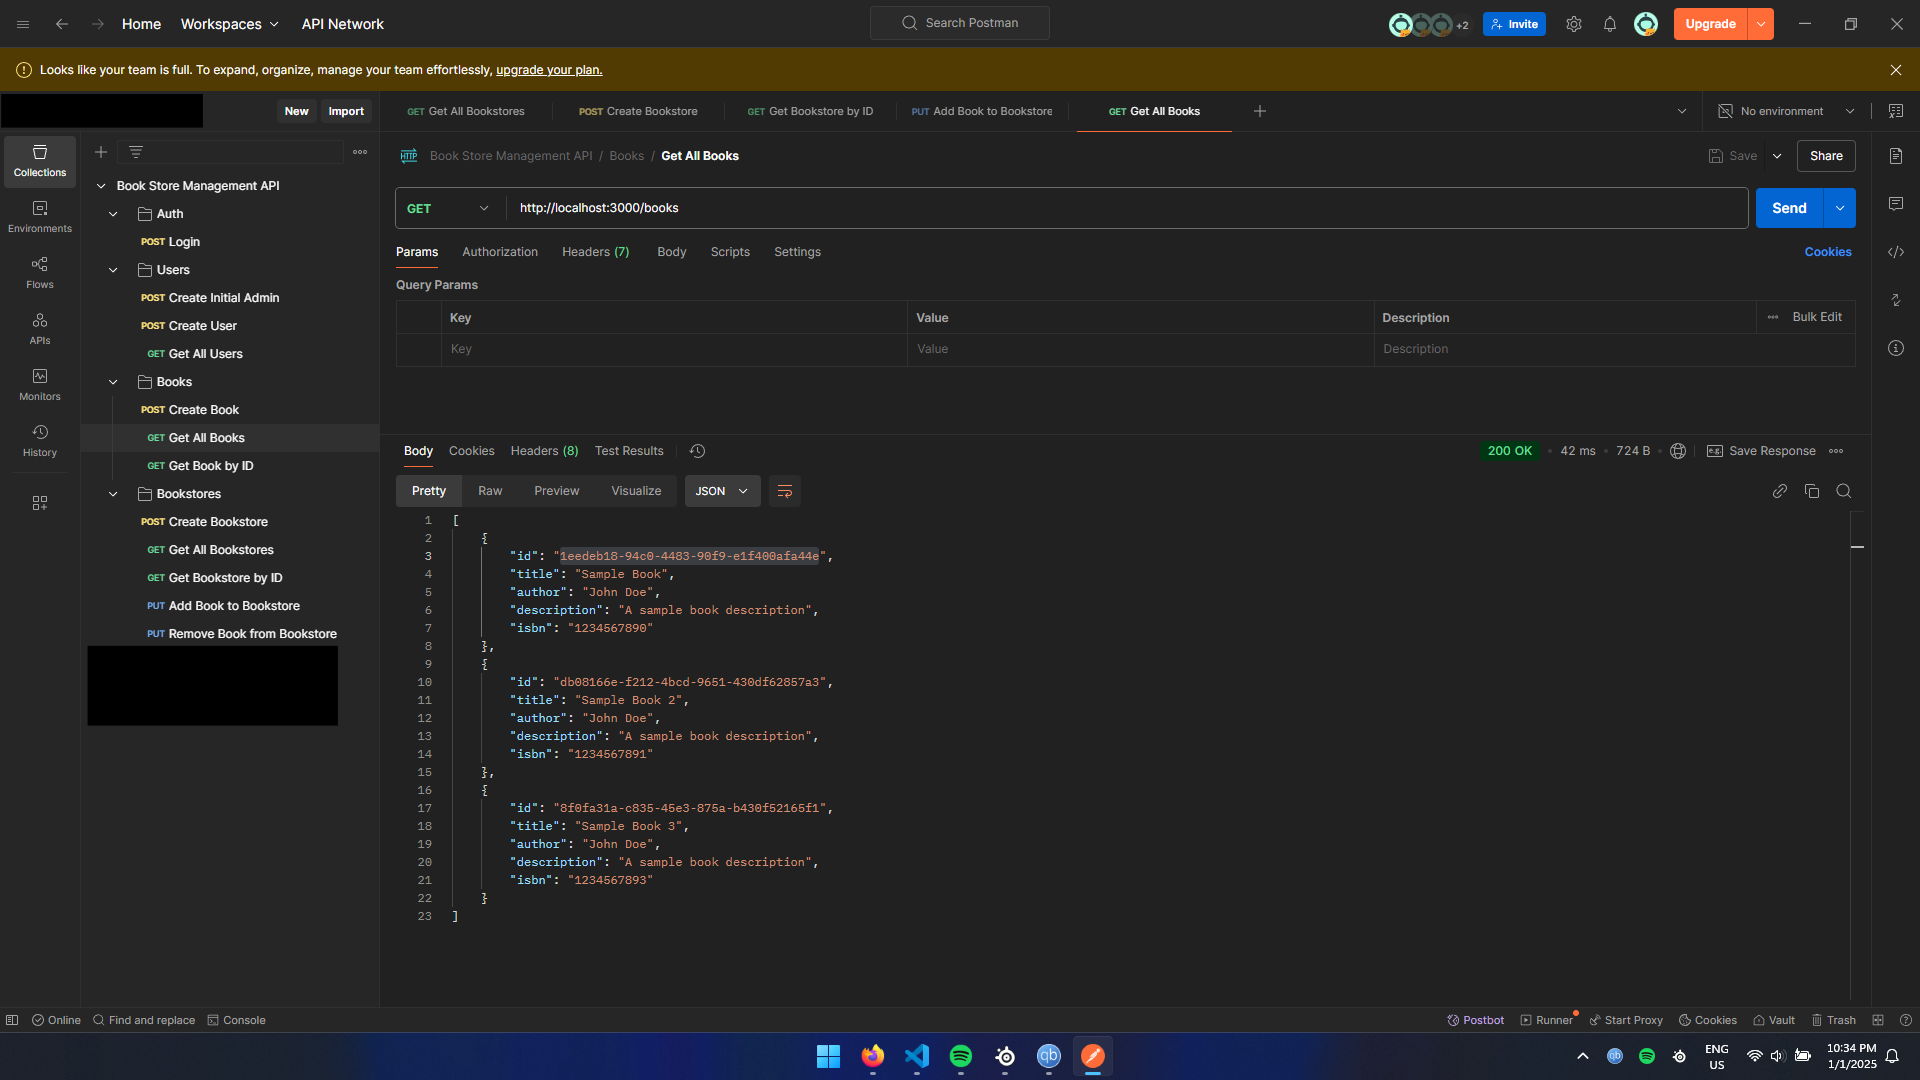 Home Workspaces API Network Search Postman +2 Invite Upgrade
Looks like your team is full. To expand, organize, manage your team effortlessly, upgrade your plan.
New Import GET Get All Bookstores POST Create Bookstore GET Get Bookstore by ID PUT Add Book to Bookstore GET Get All Books No environment
Collections
Environments
Flows
APIs
Monitors
History
Book Store Management API
Auth
POST Login
Users
POST Create Initial Admin
POST Create User
GET Get All Users
Books
POST Create Book
GET Get All Books
GET Get Book by ID
Bookstores
POST Create Bookstore
GET Get All Bookstores
GET Get Bookstore by ID
PUT Add Book to Bookstore
PUT Remove Book from Bookstore
HTTP Book Store Management API / Books / Get All Books Save Share
GET http://localhost:3000/books Send
Params Authorization Headers (7) Body Scripts Settings Cookies
Query Params
Key Value Description Bulk Edit
Key Value Description
Body Cookies Headers (8) Test Results 200 OK 42 ms 724 B Save Response
Pretty Raw Preview Visualize JSON
1 [
2 {
3 "id": "1eedeb18-94c0-4483-90f9-e1f400afa44e",
4 "title": "Sample Book",
5 "author": "John Doe",
6 "description": "A sample book description",
7 "isbn": "1234567890"
8 },
9 {
10 "id": "db08166e-f212-4bcd-9651-430df62857a3",
11 "title": "Sample Book 2",
12 "author": "John Doe",
13 "description": "A sample book description",
14 "isbn": "1234567891"
15 },
16 {
17 "id": "8f0fa31a-c835-45e3-875a-b430f52165f1",
18 "title": "Sample Book 3",
19 "author": "John Doe",
20 "description": "A sample book description",
21 "isbn": "1234567893"
22 }
23 ]
Online Find and replace Console Postbot Runner Start Proxy Cookies Vault Trash
qb qb ENG
US
10:34 PM
1/1/2025